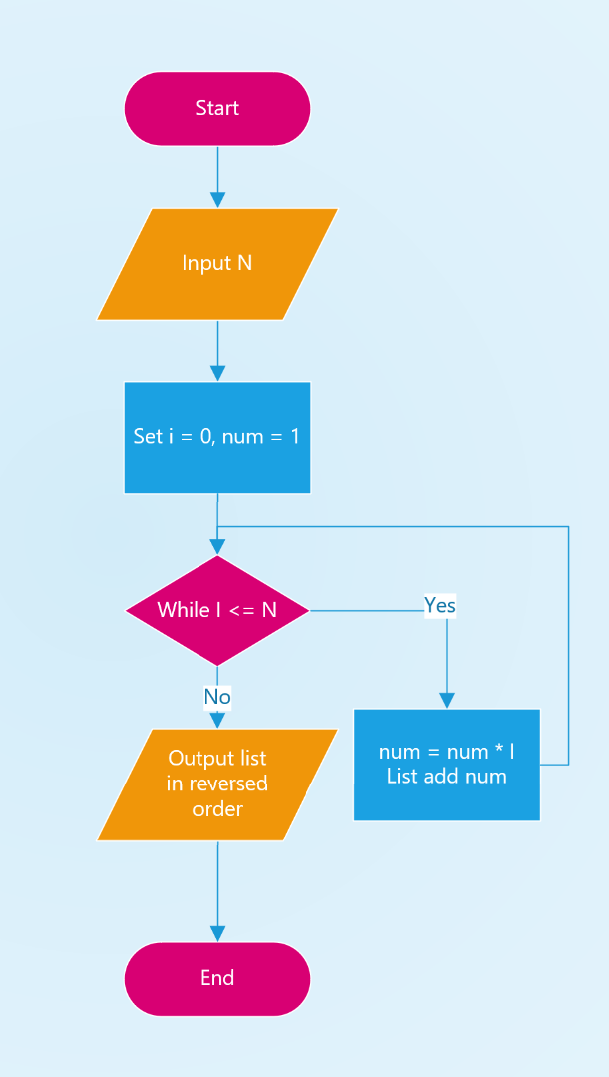 Start
Input N
Set i = 0, num = 1
While I <= N
Yes
No
num = num * I
List add num
Output list
in reversed
order
End